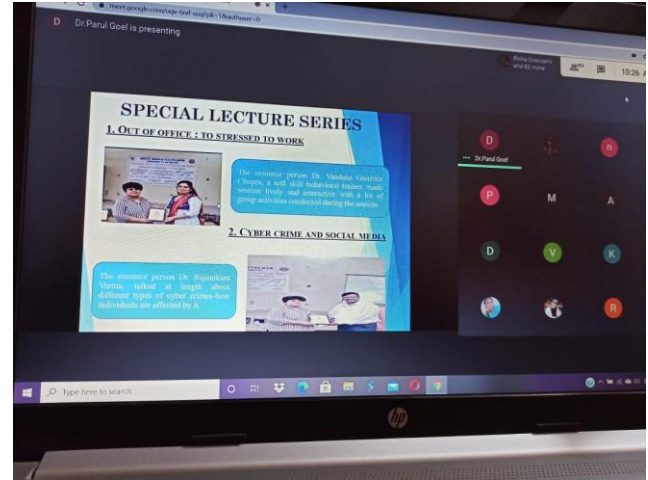 meet.google.com/
D Dr.Parul Goel is presenting
and 60 more
10:26
SPECIAL LECTURE SERIES
1. OUT OF OFFICE : TO STRESSED TO WORK
The resource person Dr. Vandana Gambhir
Chopra, a soft skill behavioral trainer, made
session lively and interactive with a lot of
group activities conducted during the session.
2. CYBER CRIME AND SOCIAL MEDIA
The resource person Dr. Rajanikant
Verma, talked at length about
different types of cyber crimes-how
individuals are affected by it.
D
n
Dr.Parul Goel
P
M
A
D
V
K
R
Type here to search
hp